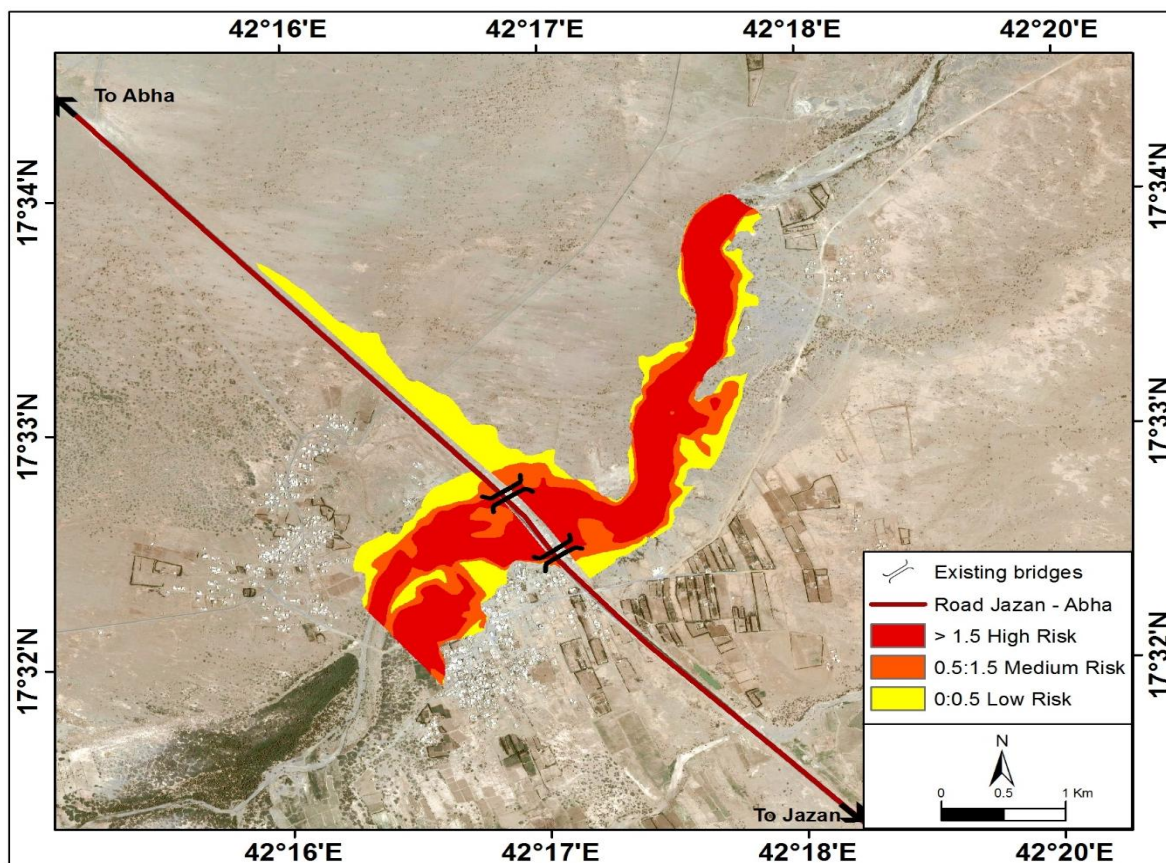 42°16'E 42°17'E 42°18'E 42°20'E
To Abha
17°34'N 17°34'N
17°33'N 17°33'N
17°32'N 17°32'N
Existing bridges
Road Jazan - Abha
> 1.5 High Risk
0.5:1.5 Medium Risk
0:0.5 Low Risk
N
0 0.5 1 Km
To Jazan
42°16'E 42°17'E 42°18'E 42°20'E